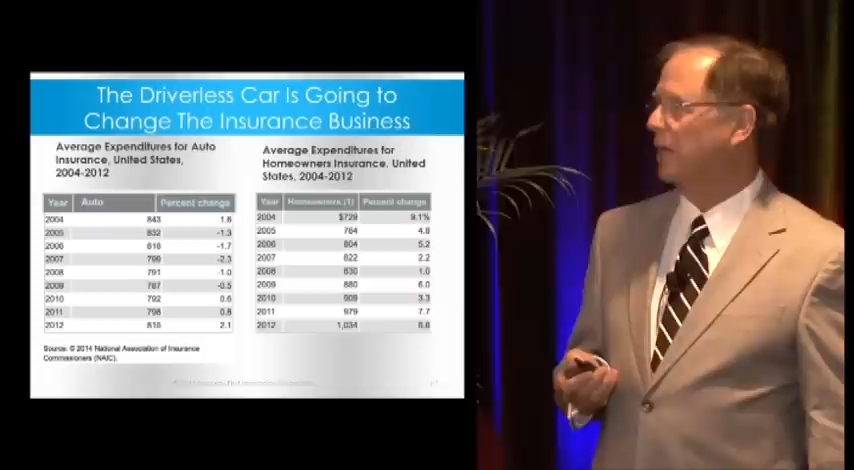 The Driverless Car Is Going to
Change The Insurance Business
Average Expenditures for Auto
Insurance, United States,
2004-2012
Year Auto Percent change
2004 843 1.6
2005 832 -1.3
2006 818 -1.7
2007 799 -2.3
2008 791 -1.0
2009 787 -0.5
2010 792 0.6
2011 798 0.8
2012 815 2.1
Source: © 2014 National Association of Insurance
Commissioners (NAIC).
Average Expenditures for
Homeowners Insurance, United
States, 2004-2012
Year Homeowners (1) Percent change
2004 $729 9.1%
2005 764 4.8
2006 804 5.2
2007 822 2.2
2008 830 1.0
2009 880 6.0
2010 909 3.3
2011 979 7.7
2012 1,034